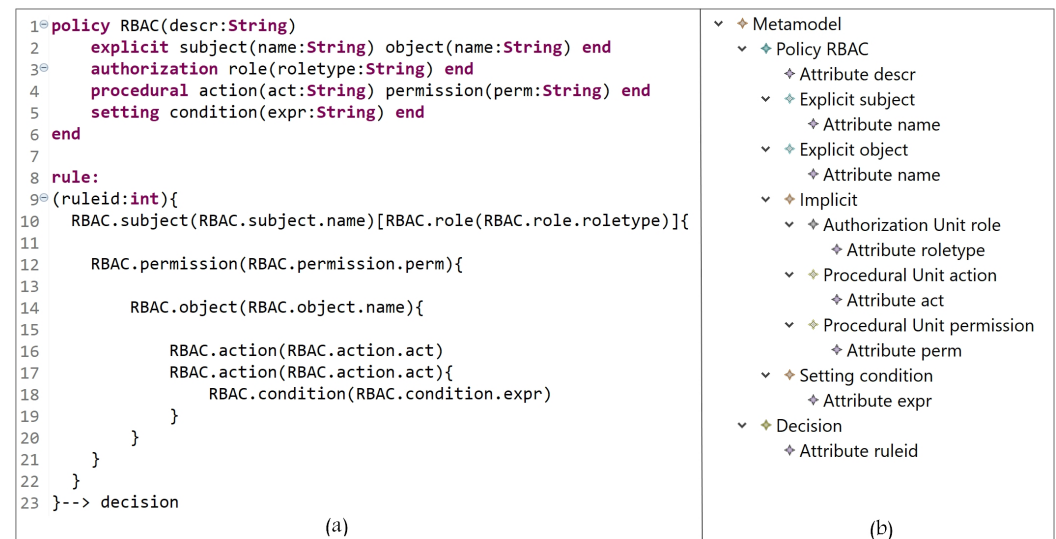 1 policy RBAC(descr:String)
2     explicit subject(name:String) object(name:String) end
3     authorization role(roletype:String) end
4     procedural action(act:String) permission(perm:String) end
5     setting condition(expr:String) end
6 end
7
8 rule:
9 (ruleid:int){
10   RBAC.subject(RBAC.subject.name)[RBAC.role(RBAC.role.roletype)]{
11
12     RBAC.permission(RBAC.permission.perm){
13
14         RBAC.object(RBAC.object.name){
15
16             RBAC.action(RBAC.action.act)
17             RBAC.action(RBAC.action.act){
18                 RBAC.condition(RBAC.condition.expr)
19             }
20         }
21     }
22   }
23 }--> decision
(a)
Metamodel
Policy RBAC
Attribute descr
Explicit subject
Attribute name
Explicit object
Attribute name
Implicit
Authorization Unit role
Attribute roletype
Procedural Unit action
Attribute act
Procedural Unit permission
Attribute perm
Setting condition
Attribute expr
Decision
Attribute ruleid
(b)